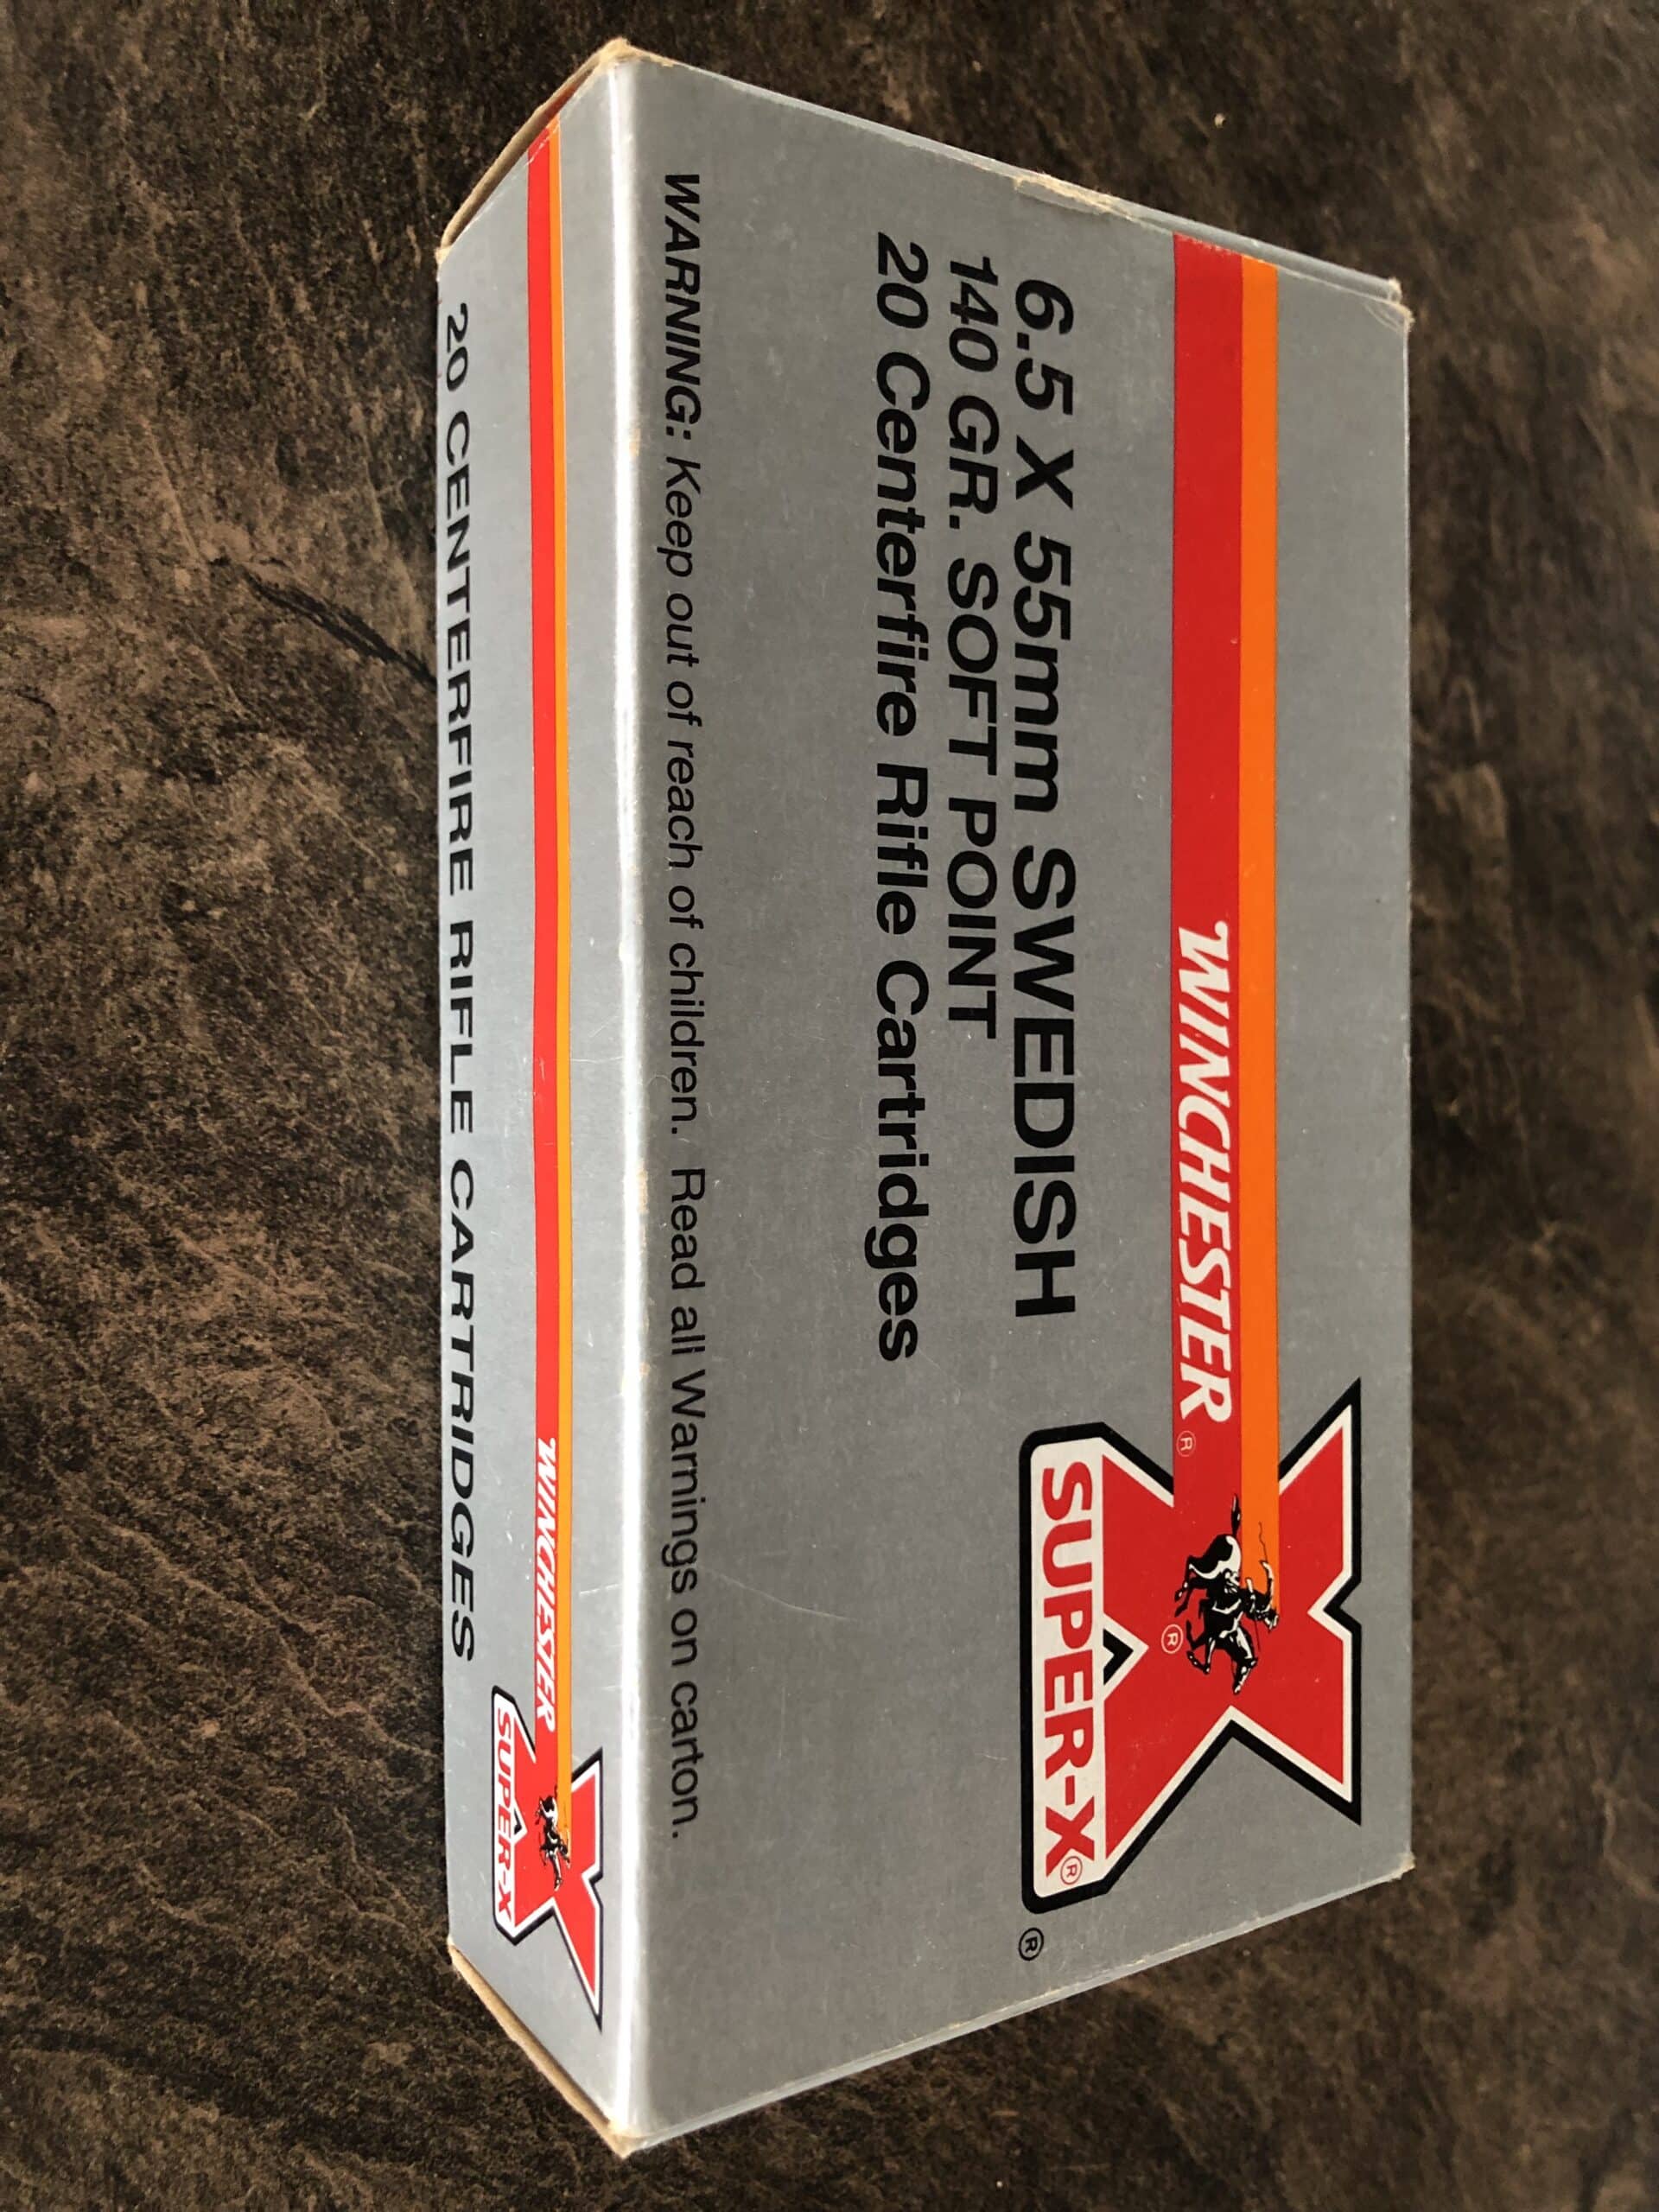 WINCHESTER®
®
SUPER-X®
®
6.5 X 55mm SWEDISH
140 GR. SOFT POINT
20 Centerfire Rifle Cartridges
WARNING: Keep out of reach of children. Read all Warnings on carton.
WINCHESTER
SUPER-X
20 CENTERFIRE RIFLE CARTRIDGES